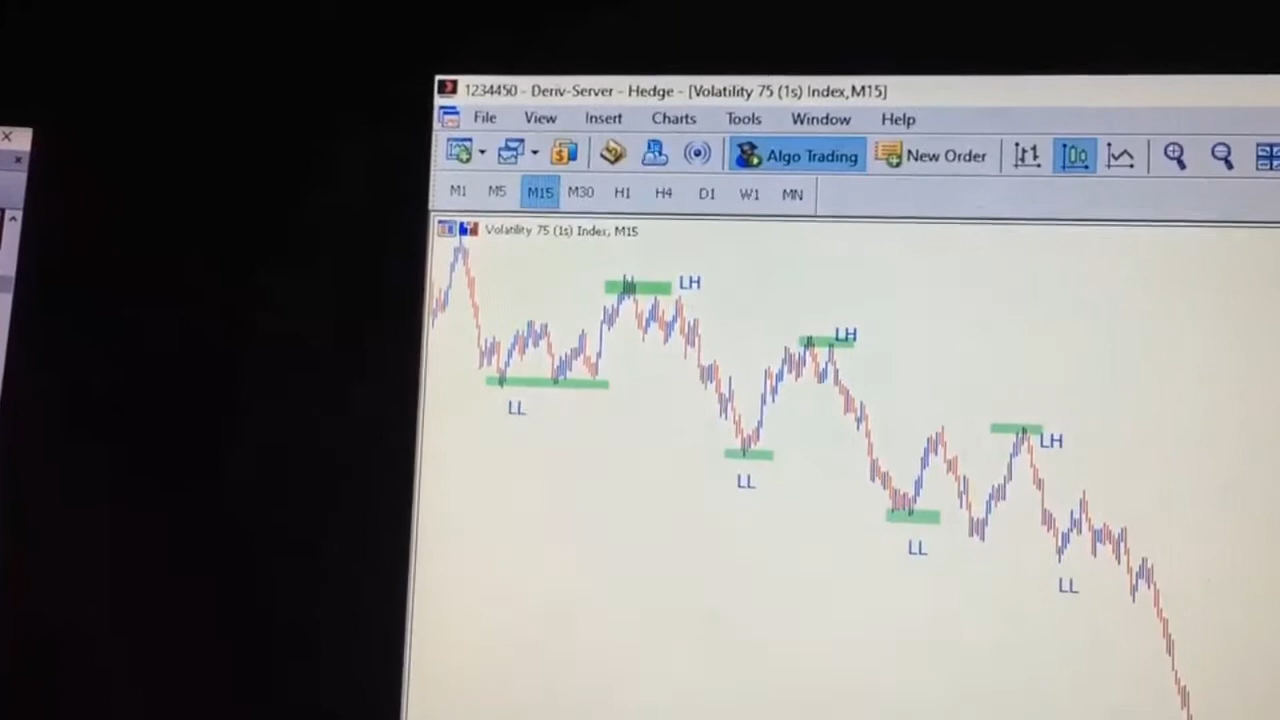 1234450 - Deriv-Server - Hedge - [Volatility 75 (1s) Index,M15]
File View Insert Charts Tools Window Help
Algo Trading New Order
M1 M5 M15 M30 H1 H4 D1 W1 MN
Volatility 75 (1s) Index, M15
LH
LH
LL
LH
LL
LL
LL